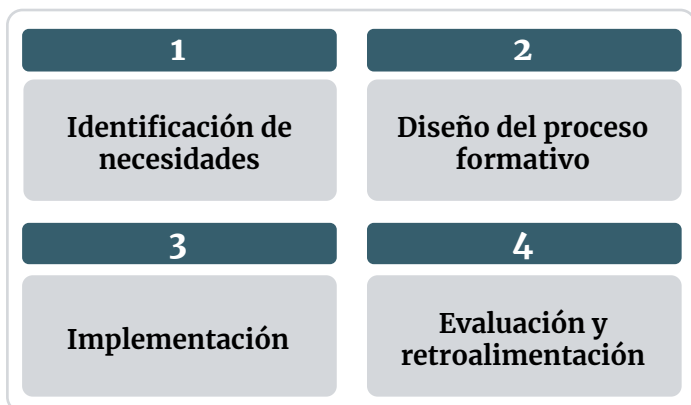 1
Identificación de
necesidades
2
Diseño del proceso
formativo
3
Implementación
4
Evaluación y
retroalimentación